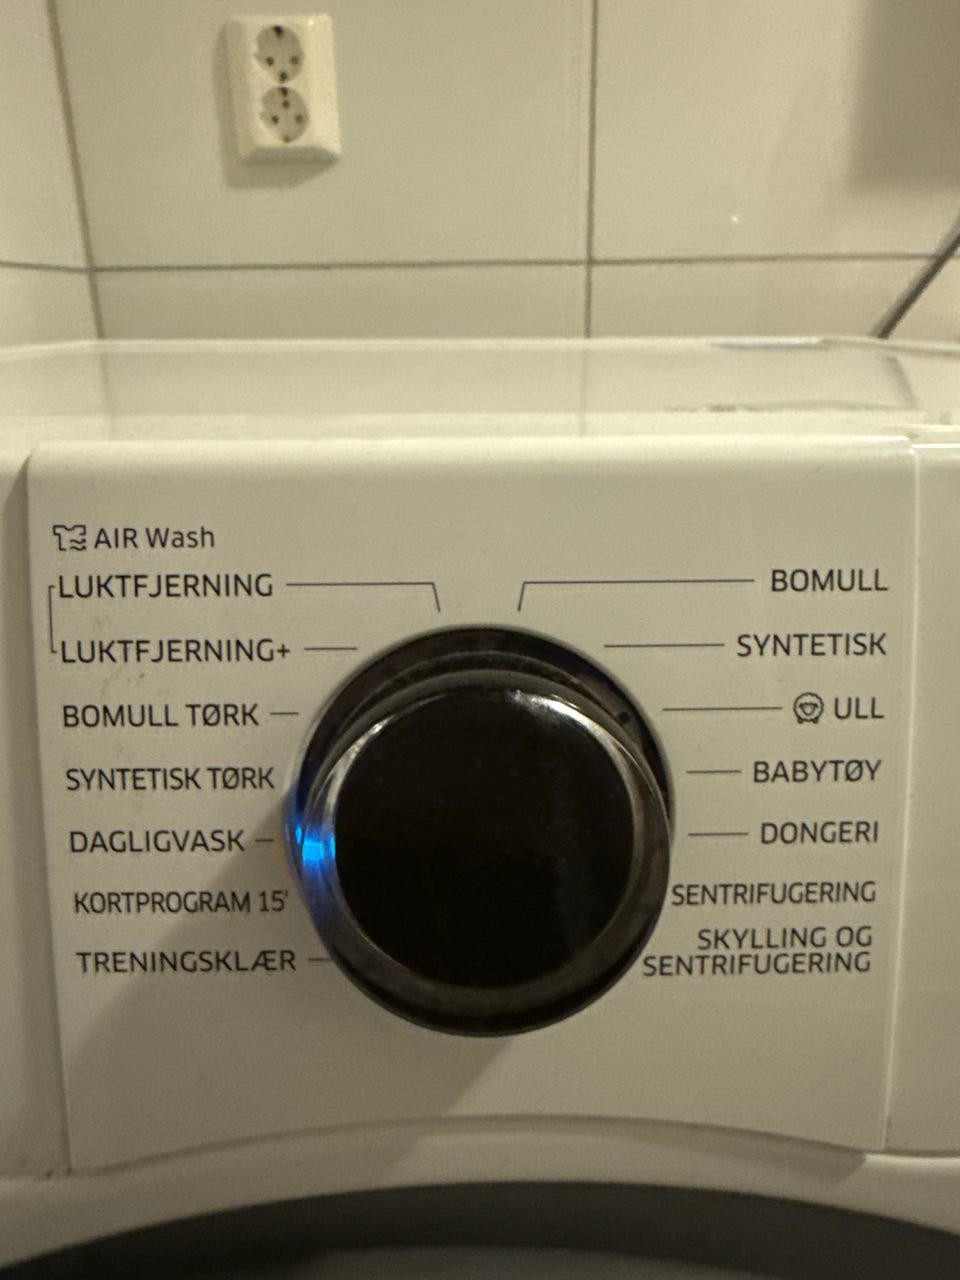 AIR Wash
LUKTFJERNING
LUKTFJERNING+
BOMULL TØRK
SYNTETISK TØRK
DAGLIGVASK
KORTPROGRAM 15'
TRENINGSKLÆR
BOMULL
SYNTETISK
ULL
BABYTØY
DONGERI
SENTRIFUGERING
SKYLLING OG
SENTRIFUGERING